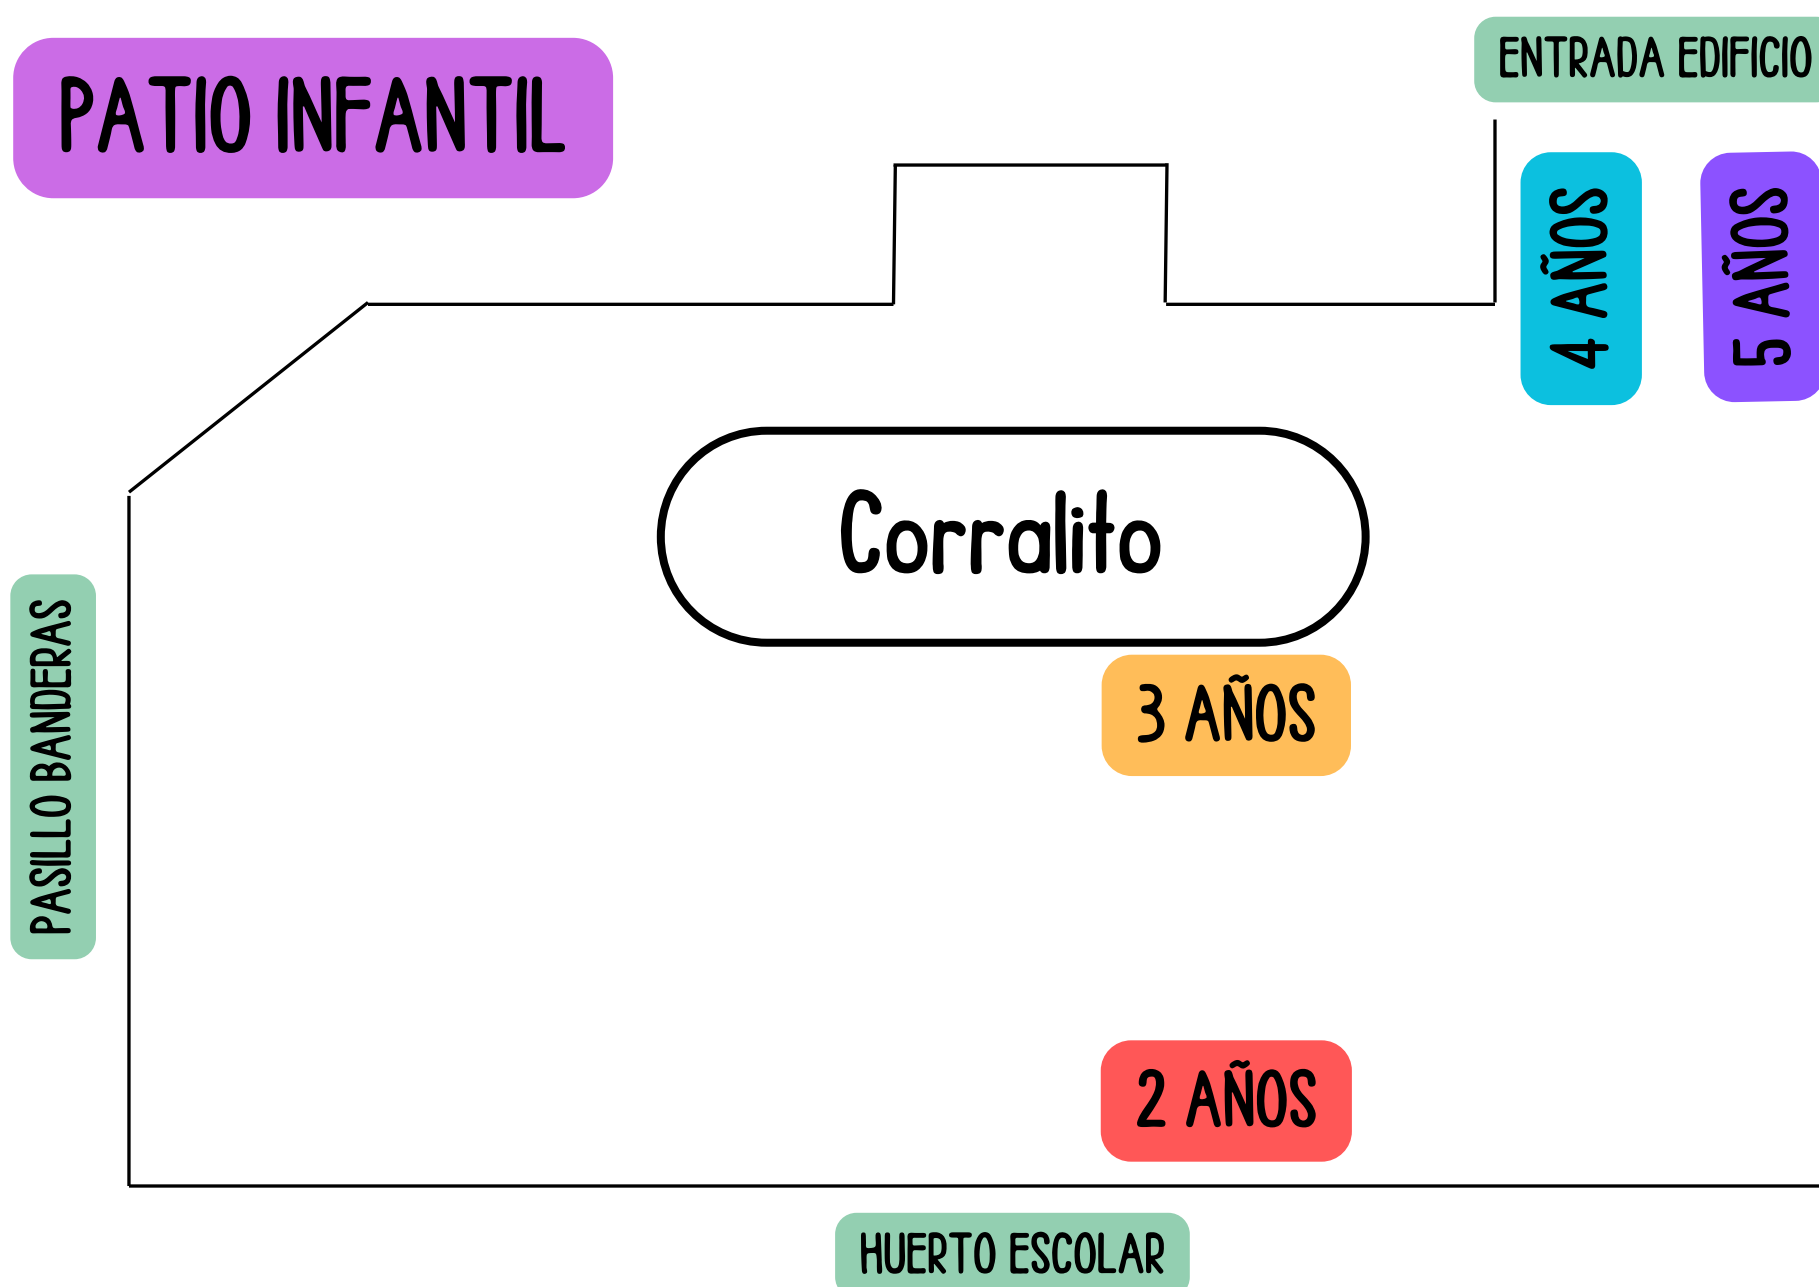 PATIO INFANTIL
ENTRADA EDIFICIO
4 AÑOS
5 AÑOS
Corralito
PASILLO BANDERAS
3 AÑOS
2 AÑOS
HUERTO ESCOLAR